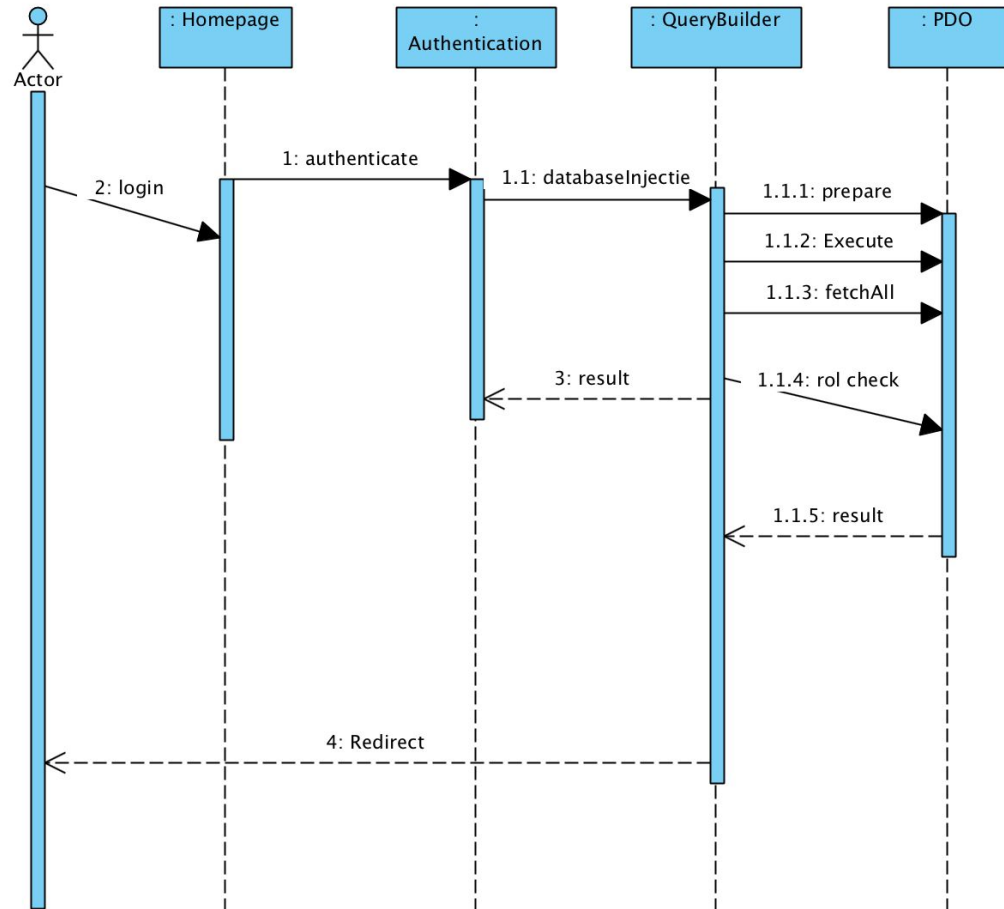 : Homepage
:
Authentication
: QueryBuilder
: PDO
Actor
1: authenticate
2: login
1.1: databaseInjectie
1.1.1: prepare
1.1.2: Execute
1.1.3: fetchAll
3: result
1.1.4: rol check
1.1.5: result
4: Redirect